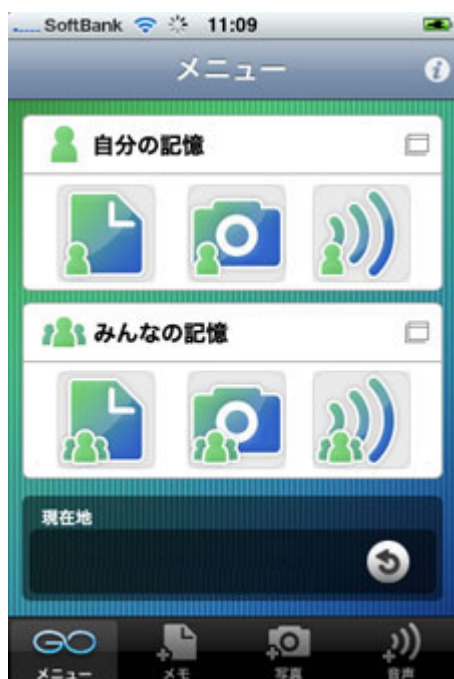 SoftBank 11:09
メニュー
自分の記憶
みんなの記憶
現在地
GO
メニュー メモ 写真 音声